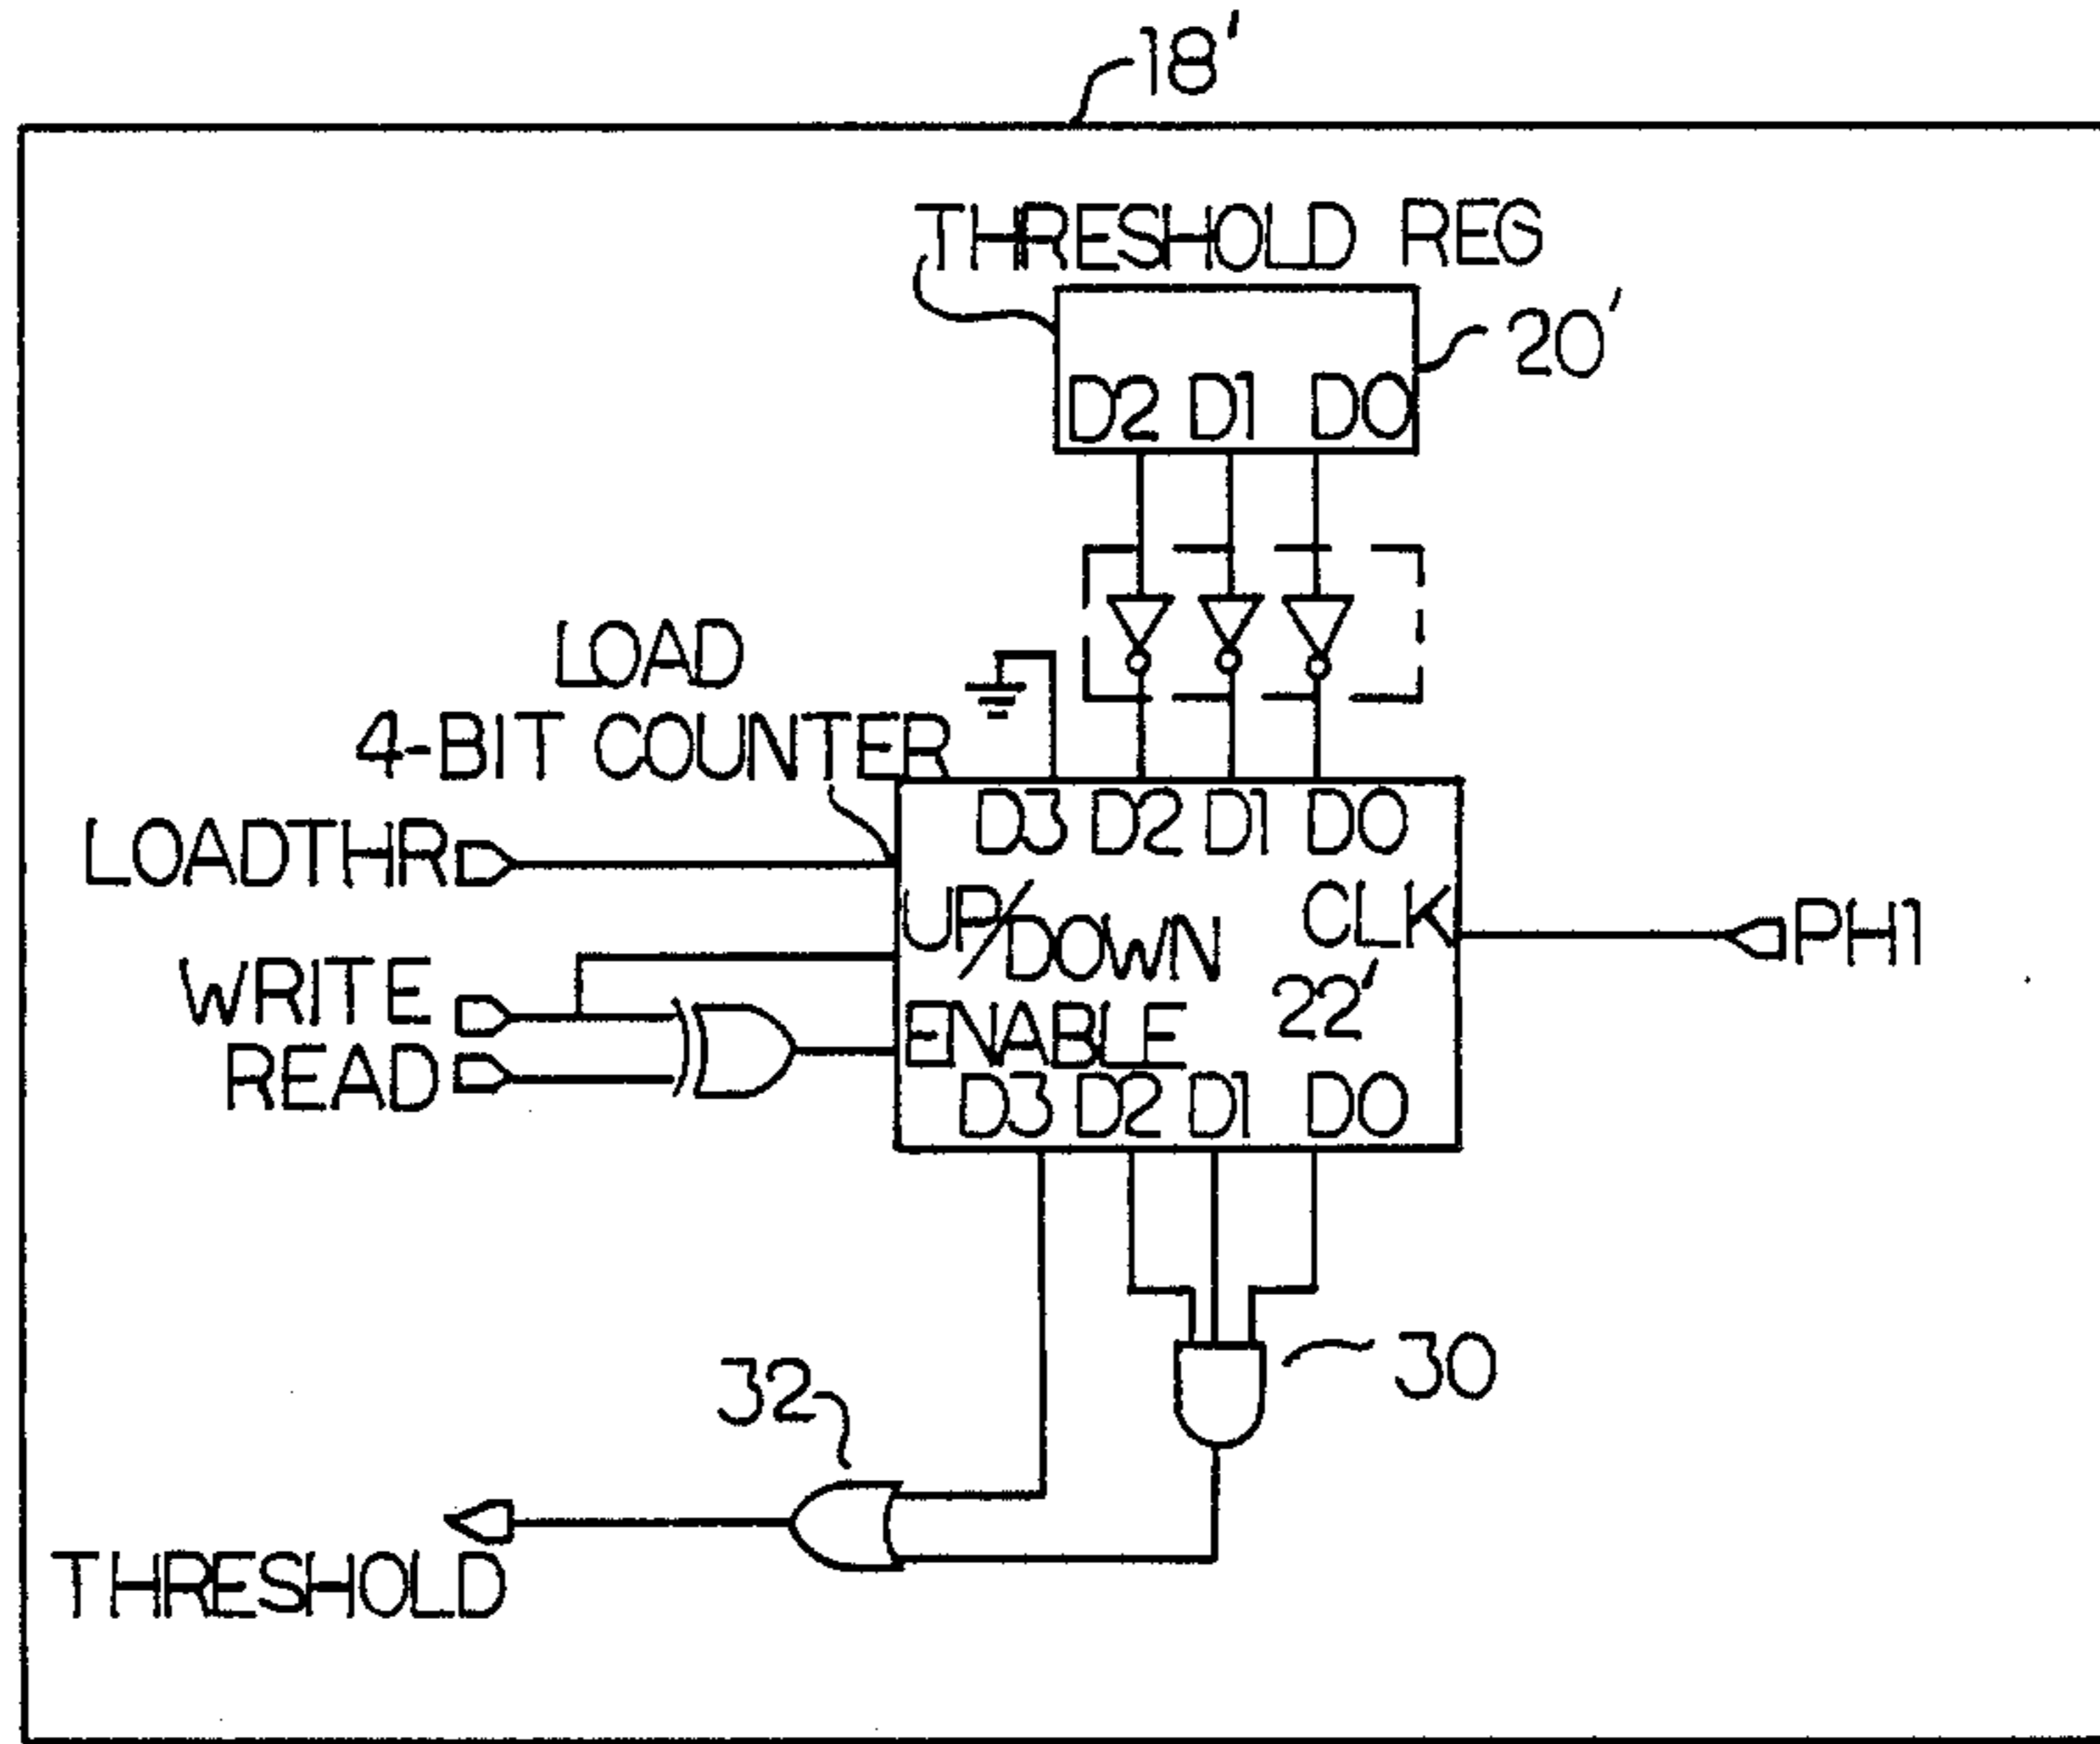 18'
THRESHOLD REG
20'
D2 D1 D0
LOAD
4-BIT COUNTER
D3 D2 D1 D0
LOADTHR
UP/DOWN
CLK
PH1
WRITE
22'
ENABLE
READ
D3 D2 D1 D0
30
32
THRESHOLD